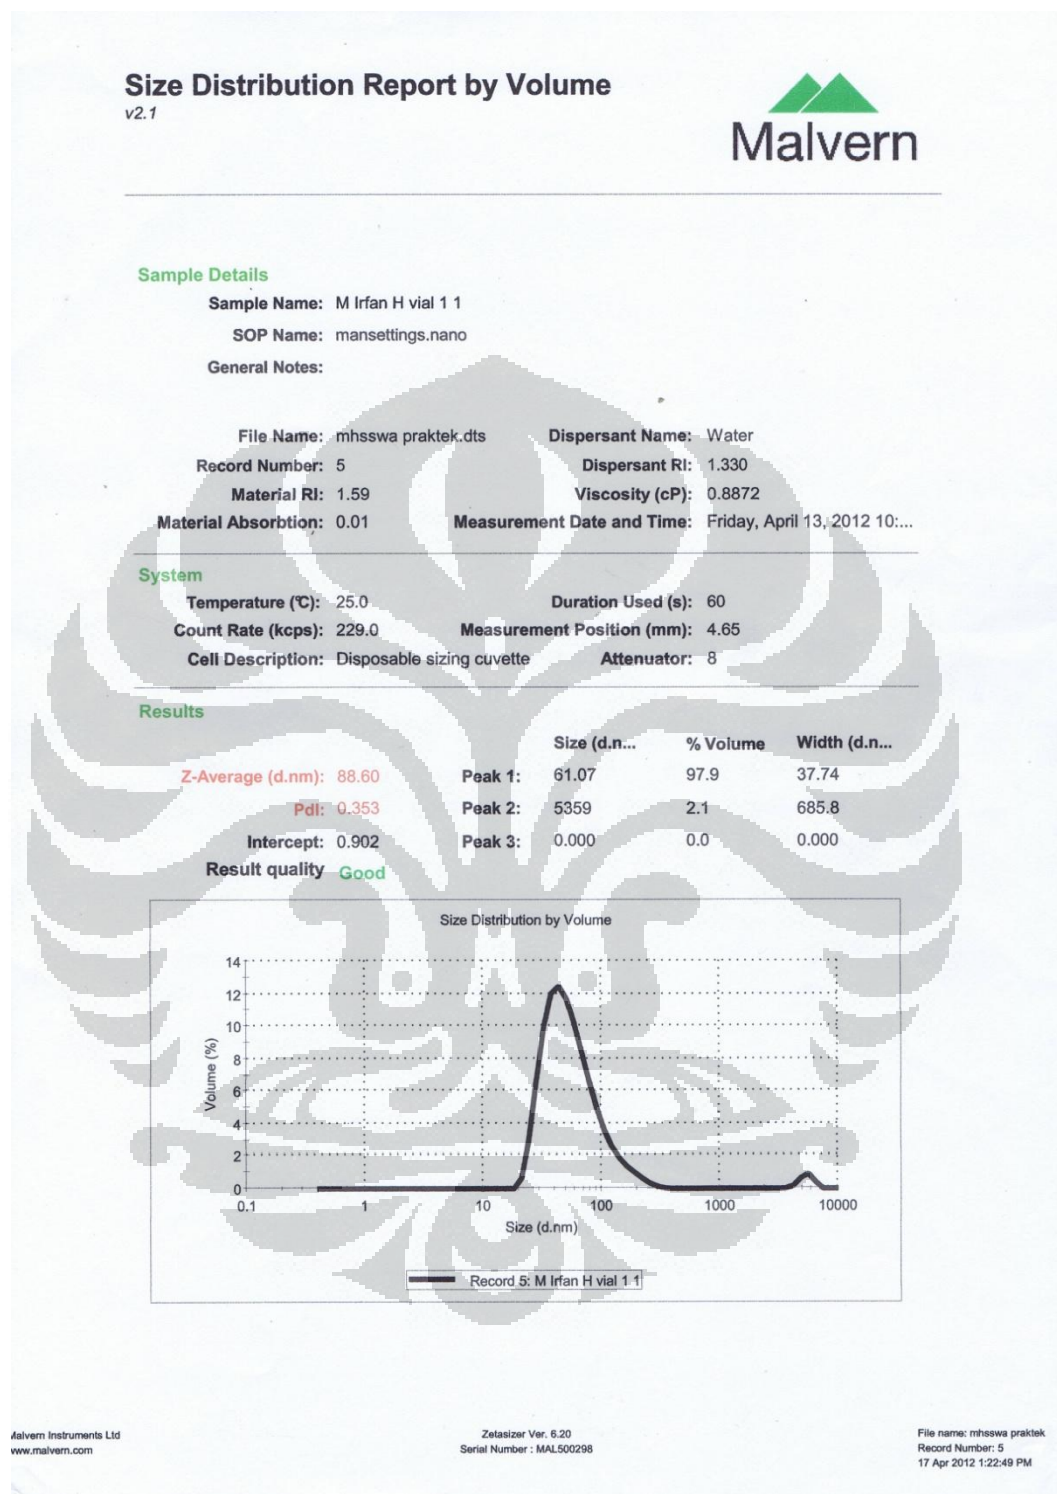 Size Distribution Report by Volume
v2.1
Malvern
Sample Details
Sample Name: M Irfan H vial 1 1
SOP Name: mansettings.nano
General Notes:
File Name: mhsswa praktek.dts Dispersant Name: Water
Record Number: 5 Dispersant RI: 1.330
Material RI: 1.59 Viscosity (cP): 0.8872
Material Absorbtion: 0.01 Measurement Date and Time: Friday, April 13, 2012 10:...
System
Temperature (°C): 25.0 Duration Used (s): 60
Count Rate (kcps): 229.0 Measurement Position (mm): 4.65
Cell Description: Disposable sizing cuvette Attenuator: 8
Results
Size (d.n... % Volume Width (d.n...
Z-Average (d.nm): 88.60 Peak 1: 61.07 97.9 37.74
PdI: 0.353 Peak 2: 5359 2.1 685.8
Intercept: 0.902 Peak 3: 0.000 0.0 0.000
Result quality Good
Size Distribution by Volume
14
12
10
8
6
4
2
0
Volume (%)
0.1 1 10 100 1000 10000
Size (d.nm)
Record 5: M Irfan H vial 1 1
Malvern Instruments Ltd
www.malvern.com
Zetasizer Ver. 6.20
Serial Number : MAL500298
File name: mhsswa praktek
Record Number: 5
17 Apr 2012 1:22:49 PM